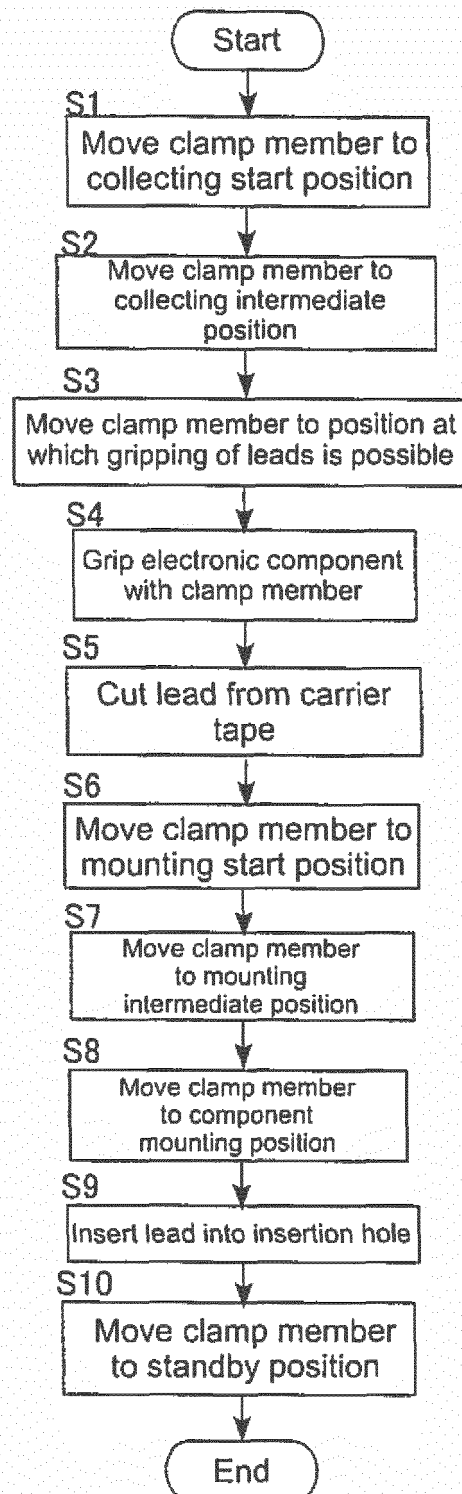 Start
S1
Move clamp member to
collecting start position
S2
Move clamp member to
collecting intermediate
position
S3
Move clamp member to position at
which gripping of leads is possible
S4
Grip electronic component
with clamp member
S5
Cut lead from carrier
tape
S6
Move clamp member to
mounting start position
S7
Move clamp member
to mounting
intermediate position
S8
Move clamp member
to component
mounting position
S9
Insert lead into insertion hole
S10
Move clamp member
to standby position
End